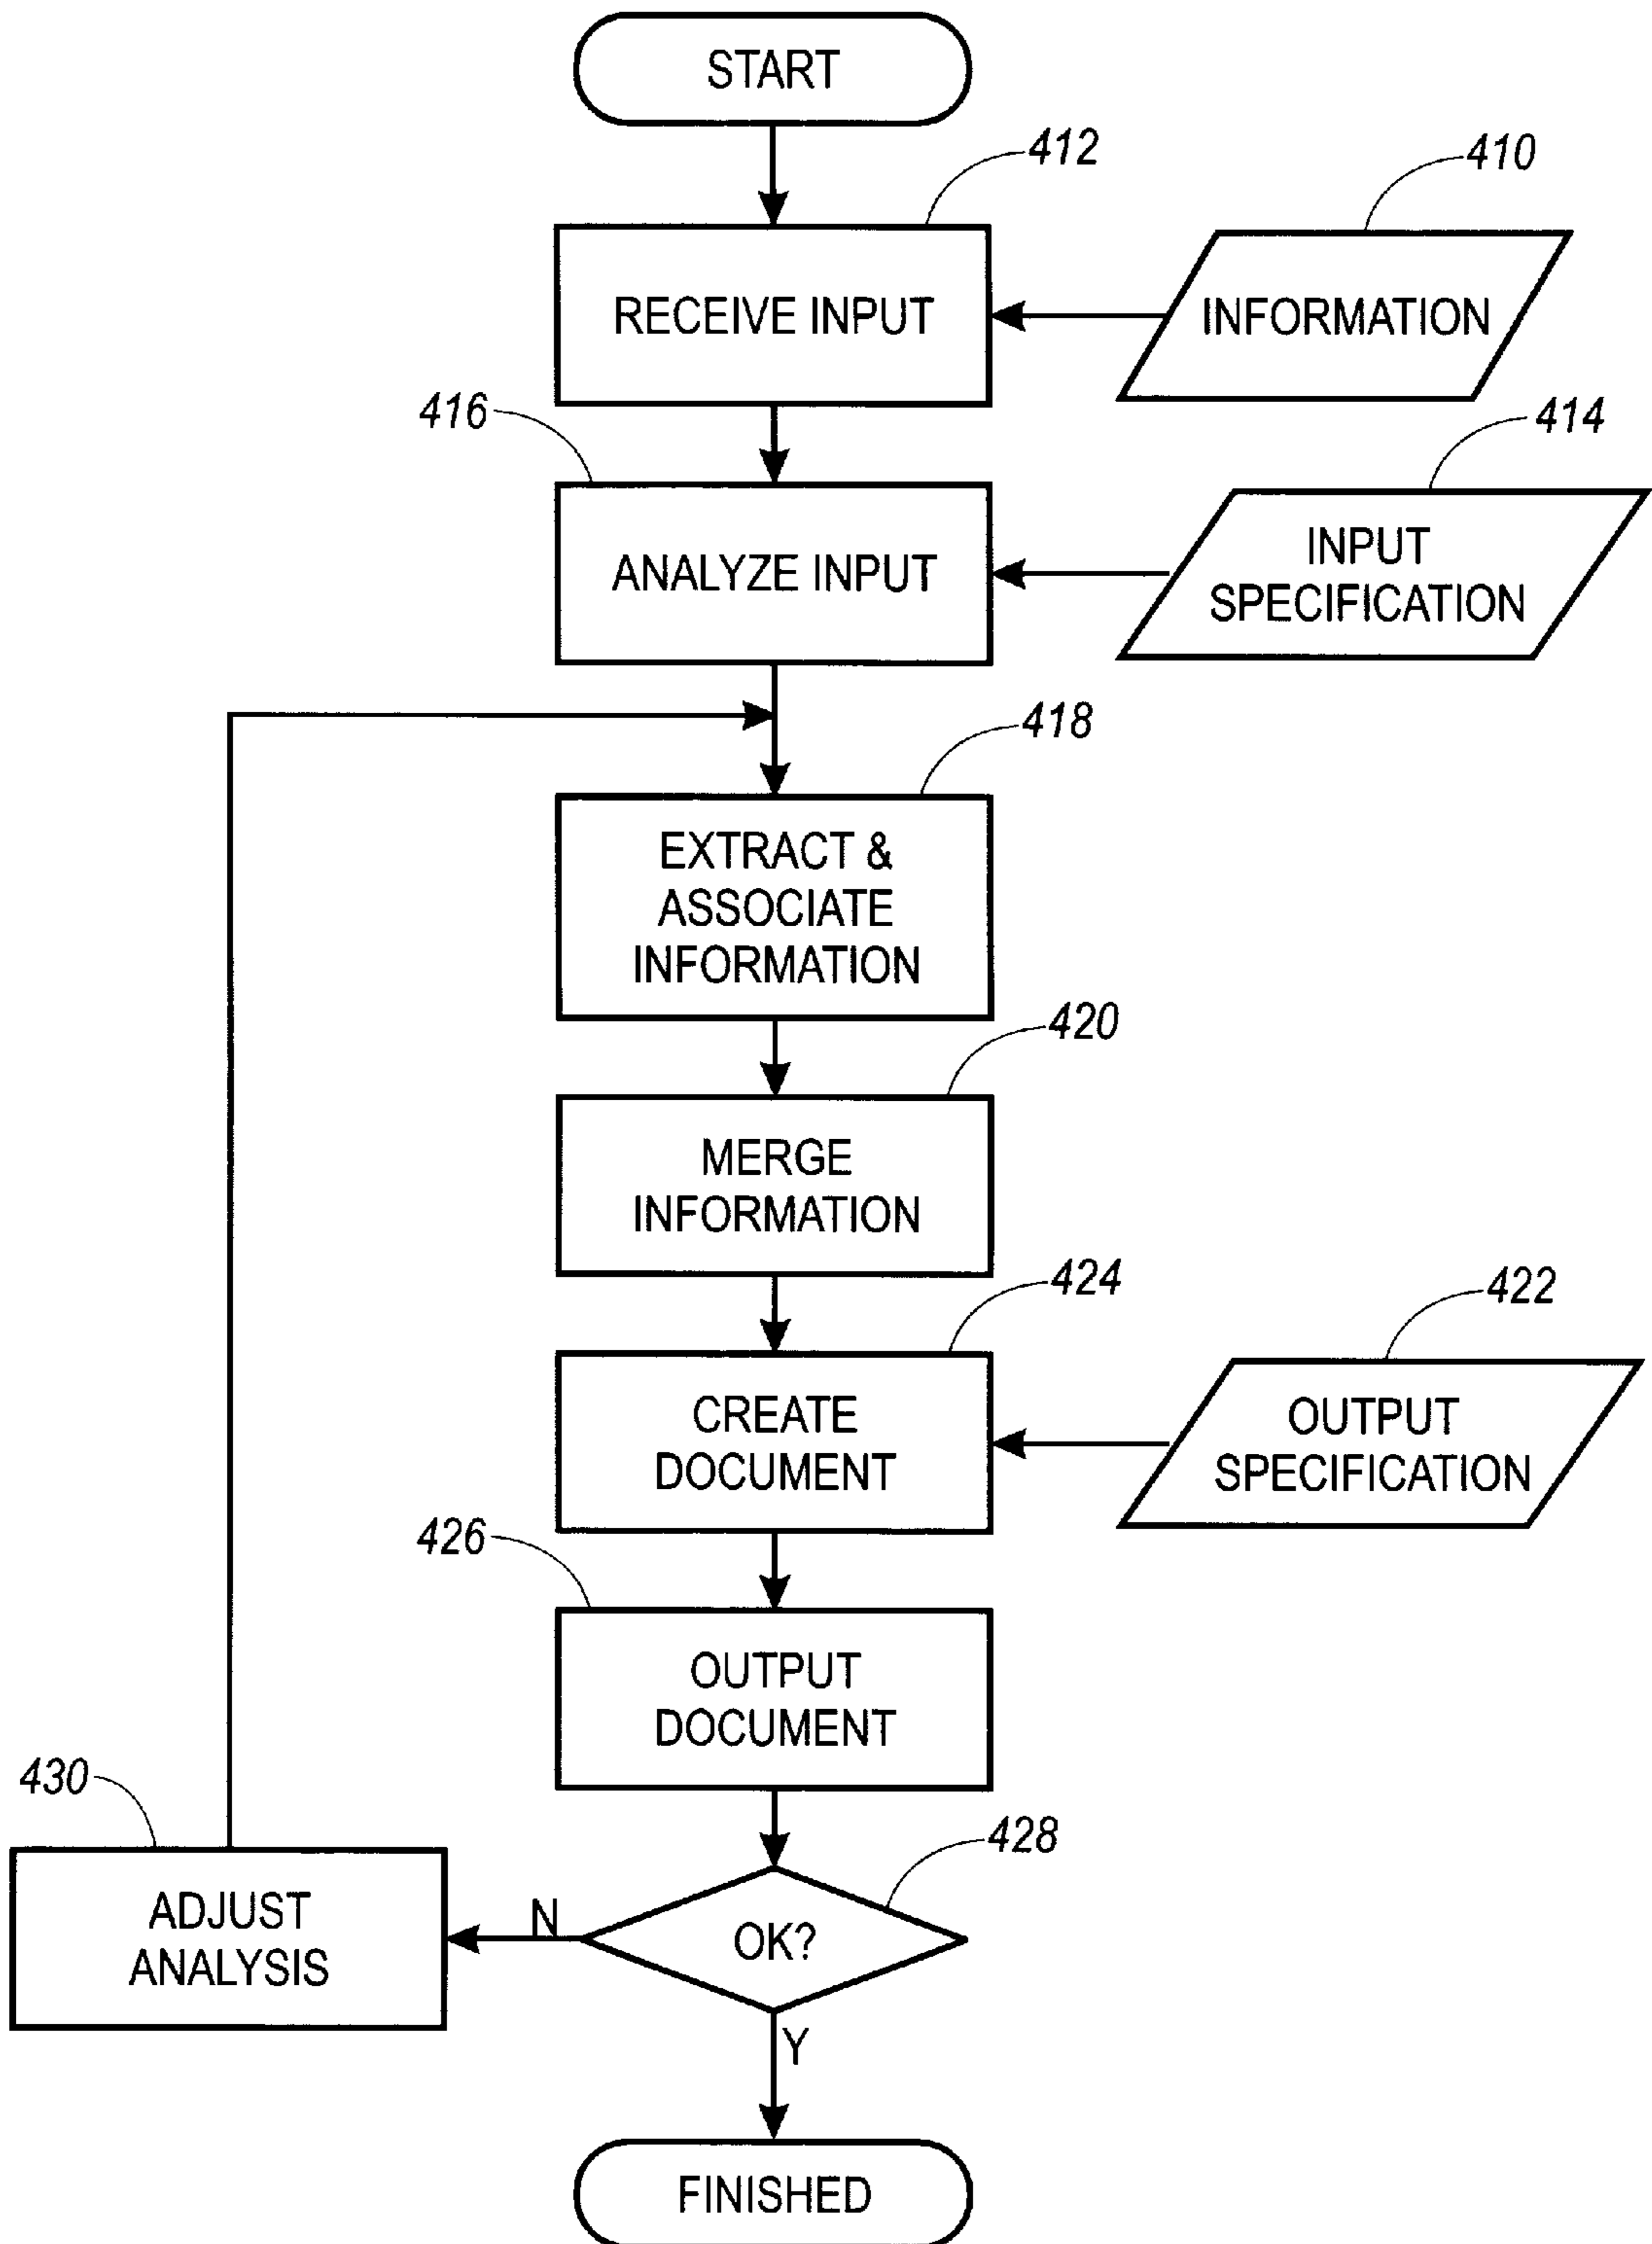 START
412
410
RECEIVE INPUT
INFORMATION
416
414
ANALYZE INPUT
INPUT
SPECIFICATION
418
EXTRACT &
ASSOCIATE
INFORMATION
420
MERGE
INFORMATION
424
422
CREATE
DOCUMENT
OUTPUT
SPECIFICATION
426
OUTPUT
DOCUMENT
430
428
ADJUST
ANALYSIS
N
OK?
Y
FINISHED